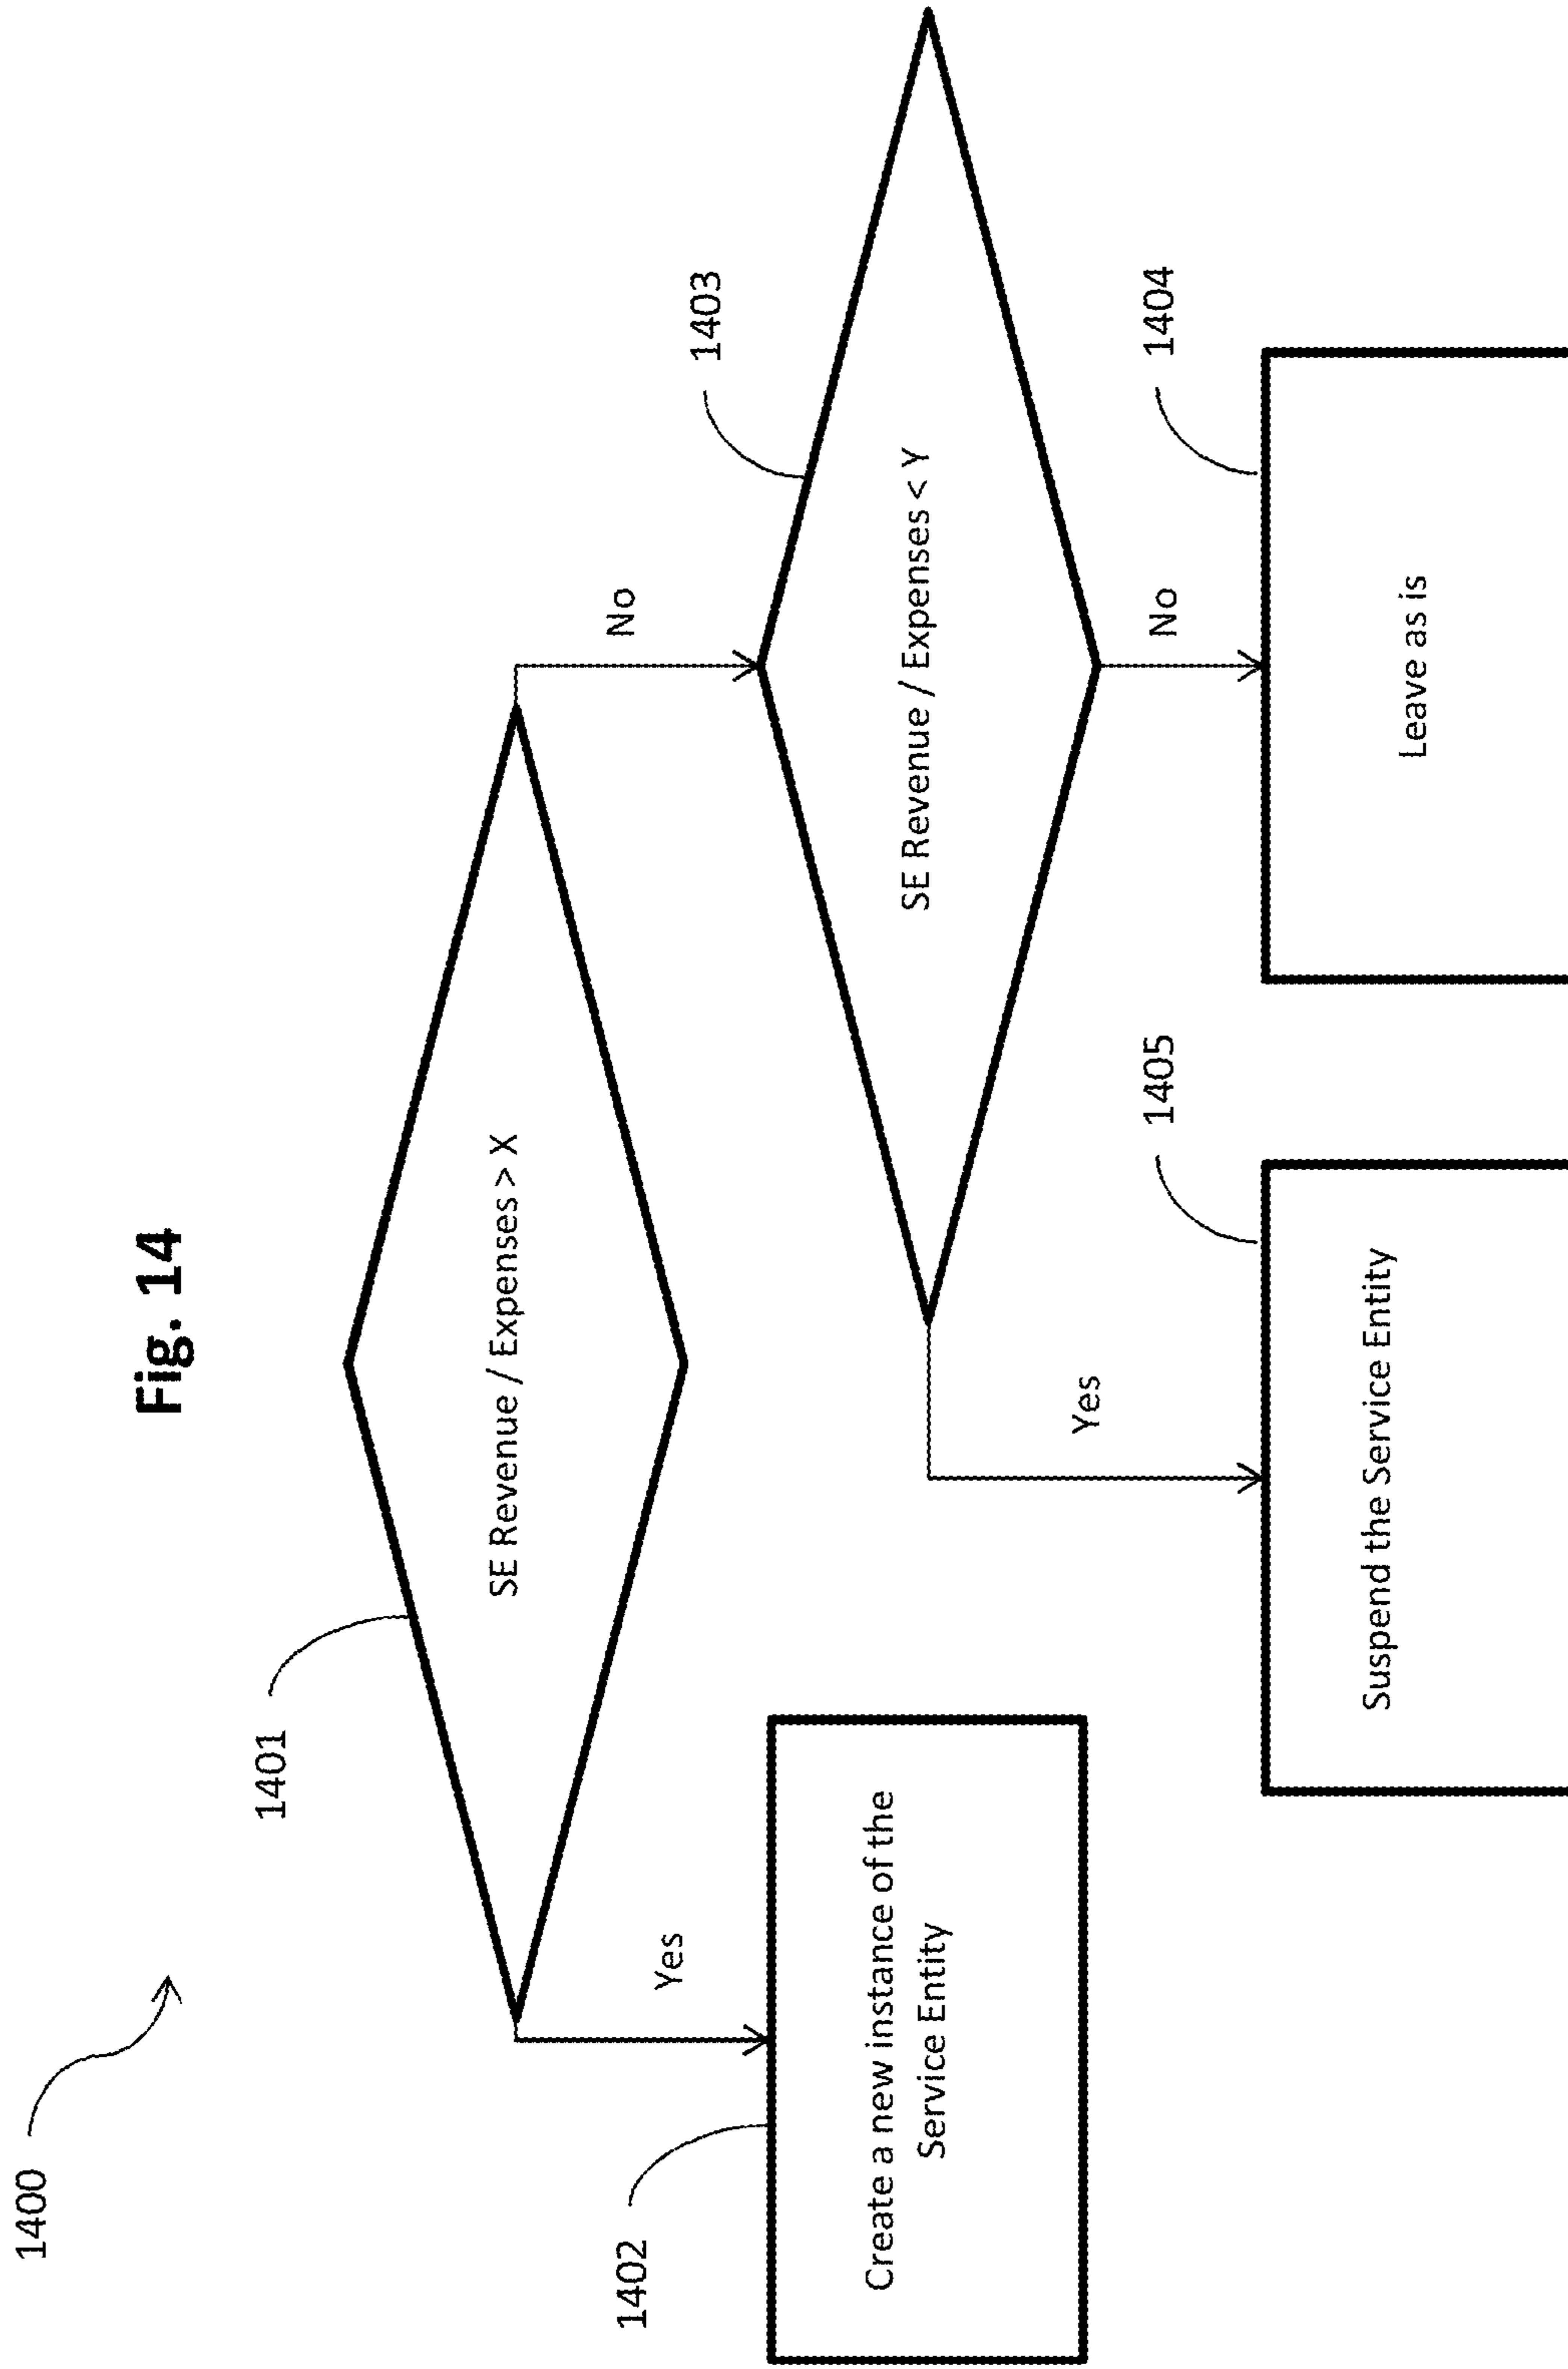 Fig. 14
1400
1401
SE Revenue / Expenses > X
Yes
No
1402
Create a new instance of the
Service Entity
1403
SE Revenue / Expenses < Y
Yes
No
1405
Suspend the Service Entity
1404
Leave as is